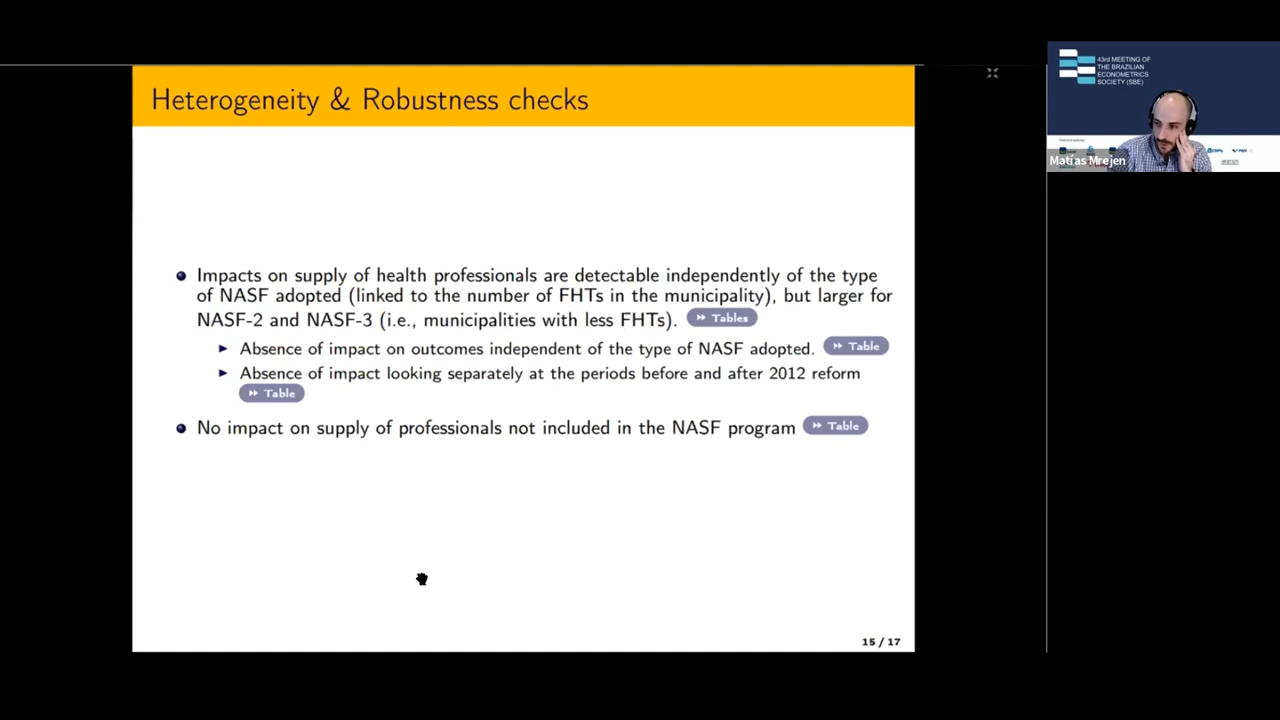 Heterogeneity & Robustness checks
Impacts on supply of health professionals are detectable independently of the type
of NASF adopted (linked to the number of FHTs in the municipality), but larger for
NASF-2 and NASF-3 (i.e., municipalities with less FHTs). Tables
Absence of impact on outcomes independent of the type of NASF adopted. Table
Absence of impact looking separately at the periods before and after 2012 reform
Table
No impact on supply of professionals not included in the NASF program Table
15 / 17
43rd MEETING OF
THE BRAZILIAN
ECONOMETRICS
SOCIETY (SBE)
Matías Mrejen